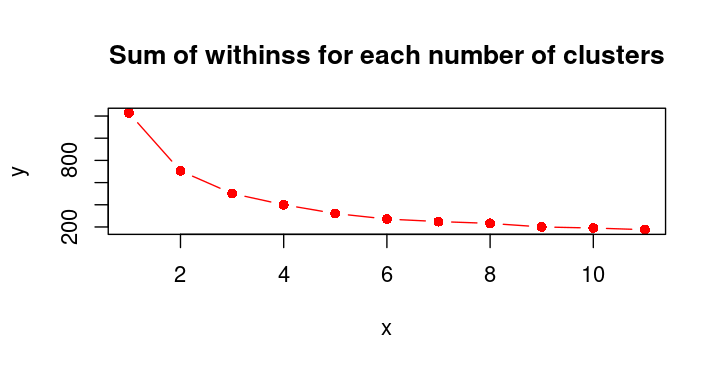 Sum of withinss for each number of clusters
y
800
200
2 4 6 8 10
x